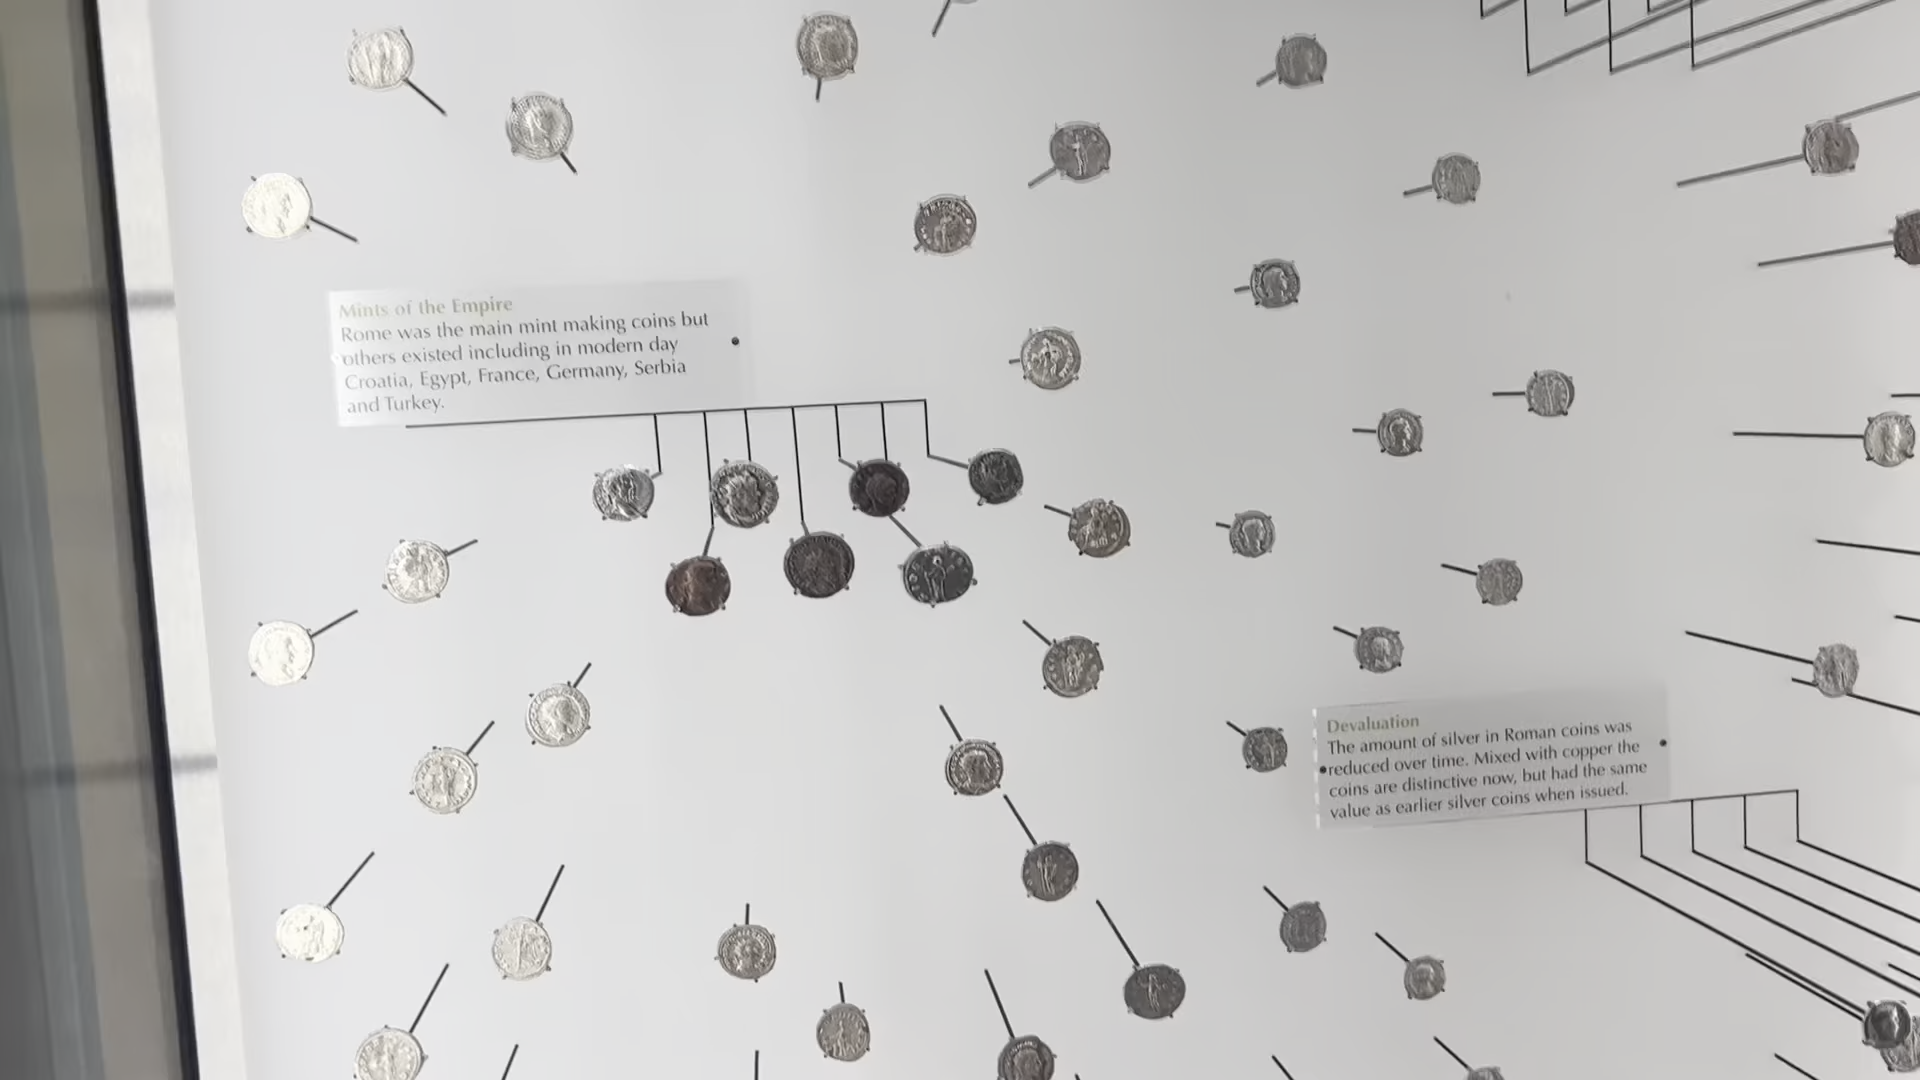 Mints of the Empire
Rome was the main mint making coins but
others existed including in modern day
Croatia, Egypt, France, Germany, Serbia
and Turkey.
Devaluation
The amount of silver in Roman coins was
reduced over time. Mixed with copper the
coins are distinctive now, but had the same
value as earlier silver coins when issued.